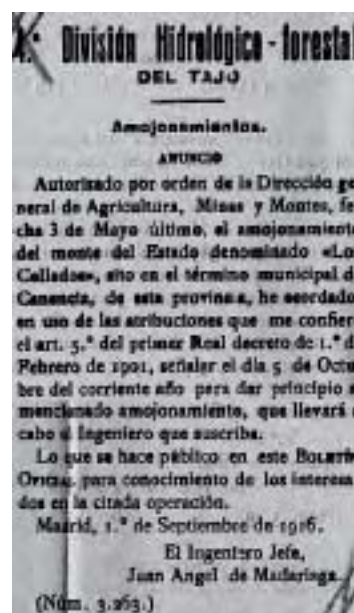 1.ª División Hidrológico-forestal
DEL TAJO
Amojonamientos.
ANUNCIO
Autorizado por orden de la Dirección ge
neral de Agricultura, Minas y Montes, fe
cha 3 de Mayo último, el amojonamiento
del monte del Estado denominado «Lo
Collados», sito en el término municipal d
Canencia, de esta provincia, he acordado,
en uso de las atribuciones que me confier
el art. 5.º del primer Real decreto de 1.º d
Febrero de 1901, señalar el día 5 de Octu
bre del corriente año para dar principio a
mencionado amojonamiento, que llevará
cabo el Ingeniero que suscribe.
Lo que se hace público en este BOLETÍN
OFICIAL para conocimiento de los interesa
dos en la citada operación.
Madrid, 1.º de Septiembre de 1916.
El Ingeniero Jefe,
Juan Angel de Madariaga.
(Núm. 3.263.)